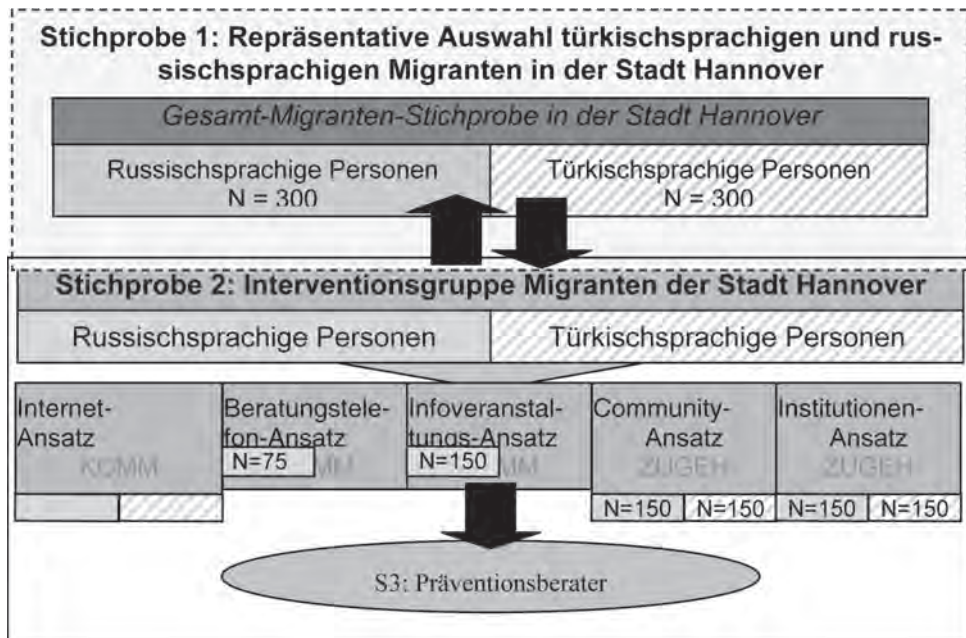 Stichprobe 1: Repräsentative Auswahl türkischsprachigen und rus-
sischsprachigen Migranten in der Stadt Hannover
Gesamt-Migranten-Stichprobe in der Stadt Hannover
Russischsprachige Personen
N = 300
Türkischsprachige Personen
N = 300
Stichprobe 2: Interventionsgruppe Migranten der Stadt Hannover
Russischsprachige Personen
Türkischsprachige Personen
Internet-
Ansatz
KOMM
Beratungstele-
fon-Ansatz
N=75 MM
Infoveranstal-
tungs-Ansatz
N=150 MM
Community-
Ansatz
ZUGEH
N=150 N=150
Institutionen-
Ansatz
ZUGEH
N=150 N=150
S3: Präventionsberater